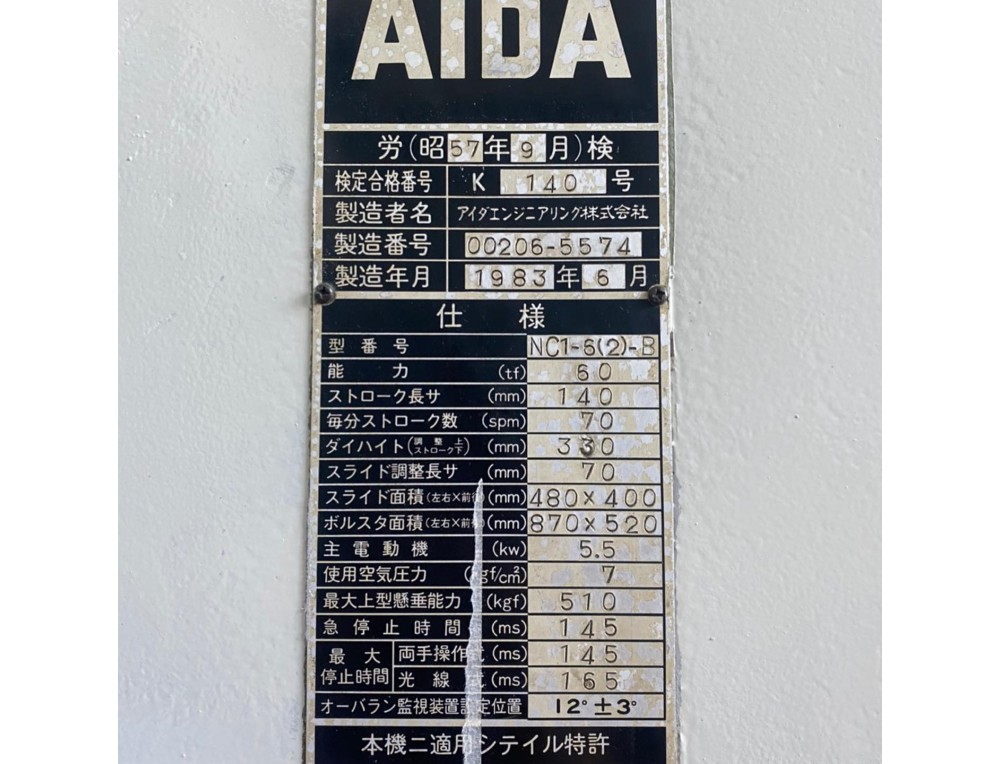 AIDA
労(昭57年9月)検
検定合格番号 K 140 号
製造者名 アイダエンジニアリング株式会社
製造番号 00206-5574
製造年月 1983年6月
仕様
型番号 NC1-6(2)-B
能力 (tf) 60
ストローク長サ (mm) 140
毎分ストローク数 (spm) 70
ダイハイト(調整上ストローク下) (mm) 330
スライド調整長サ (mm) 70
スライド面積(左右×前後) (mm) 480×400
ボルスタ面積(左右×前後) (mm) 870×520
主電動機 (kw) 5.5
使用空気圧力 (kgf/cm²) 7
最大上型懸垂能力 (kgf) 510
急停止時間 (ms) 145
最大停止時間 両手操作式 (ms) 145
光線式 (ms) 165
オーバラン監視装置設定位置 12°±3°
本機ニ適用シテイル特許